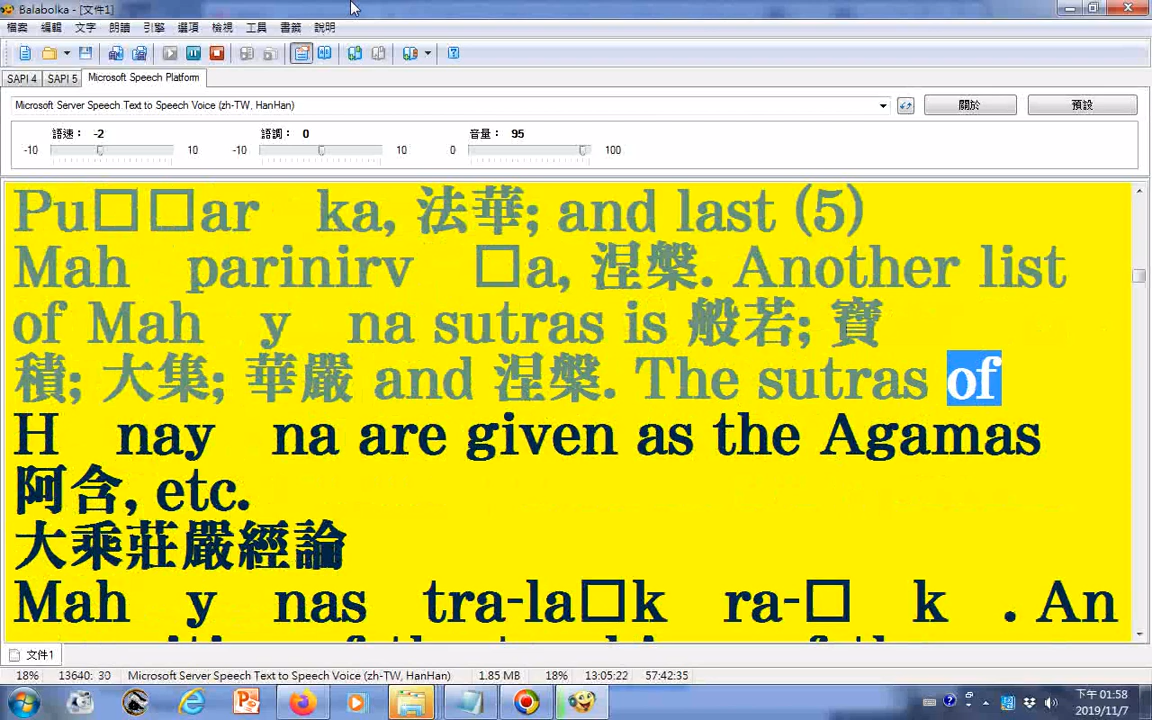 Balabolka - [文件1]
檔案 編輯 文字 朗讀 引擎 選項 檢視 工具 書籤 說明
SAPI 4 SAPI 5 Microsoft Speech Platform
Microsoft Server Speech Text to Speech Voice (zh-TW, HanHan) 關於 預設
語速： -2 語調： 0 音量： 95
-10 10 -10 10 0 100
Pu□□ar ka, 法華; and last (5)
Mah parinirv □a, 涅槃. Another list
of Mah y na sutras is 般若; 寶
積; 大集; 華嚴 and 涅槃. The sutras of
H nay na are given as the Agamas
阿含, etc.
大乘莊嚴經論
Mah y nas tra-la□k ra-□ k . An
文件1
18% 13640: 30 Microsoft Server Speech Text to Speech Voice (zh-TW, HanHan) 1.85 MB 18% 13:05:22 57:42:35
下午 01:58
2019/11/7